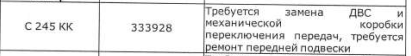 С 245 КК
333928
Требуется замена ДВС и
механической коробки
переключения передач, требуется
ремонт передней подвески